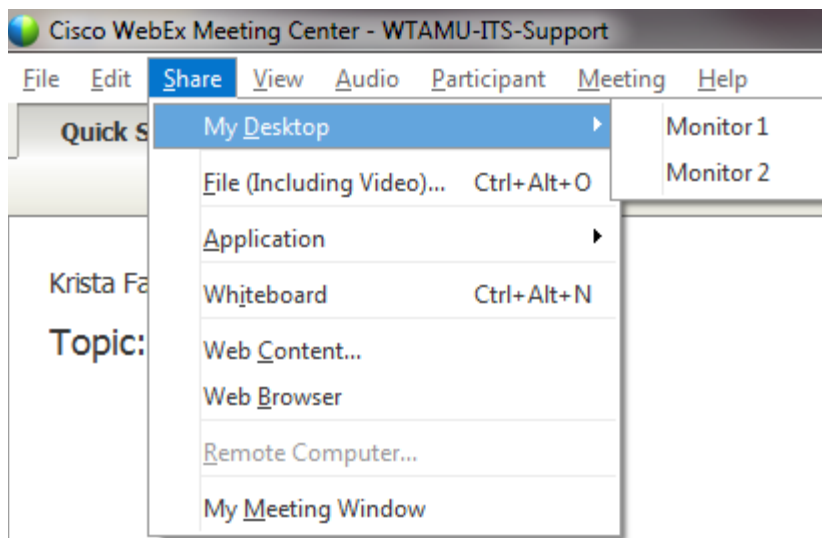 Cisco WebEx Meeting Center - WTAMU-ITS-Support
File Edit Share View Audio Participant Meeting Help
Quick S
My Desktop
Monitor 1
Monitor 2
File (Including Video)... Ctrl+Alt+O
Application
Krista Fa
Whiteboard Ctrl+Alt+N
Topic:
Web Content...
Web Browser
Remote Computer...
My Meeting Window